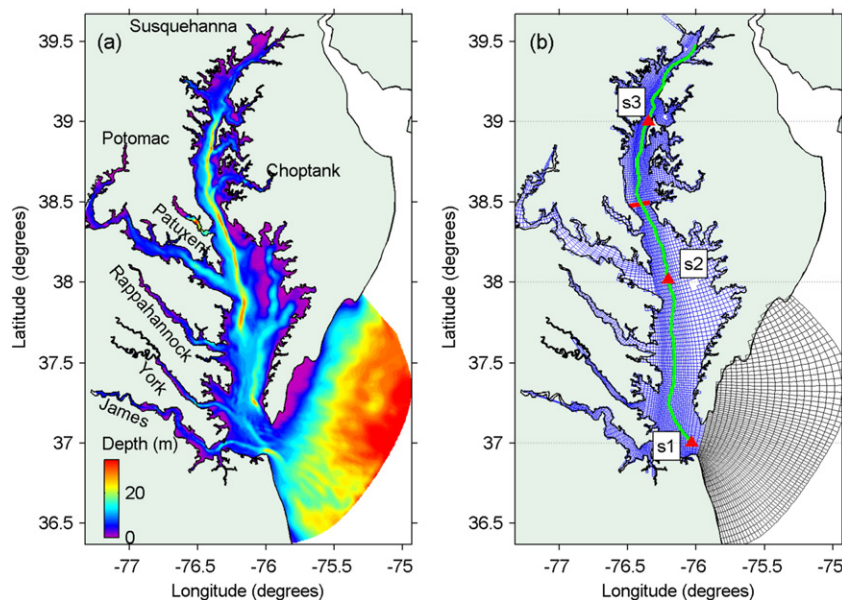 (a)
Susquehanna
Potomac
Choptank
Patuxen
Rappahannock
York
James
Depth (m)
20
0
39.5
39
38.5
38
37.5
37
36.5
Latitude (degrees)
-77 -76.5 -76 -75.5 -75
Longitude (degrees)
(b)
s3
s2
s1
39.5
39
38.5
38
37.5
37
36.5
Latitude (degrees)
-77 -76.5 -76 -75.5 -75
Longitude (degrees)